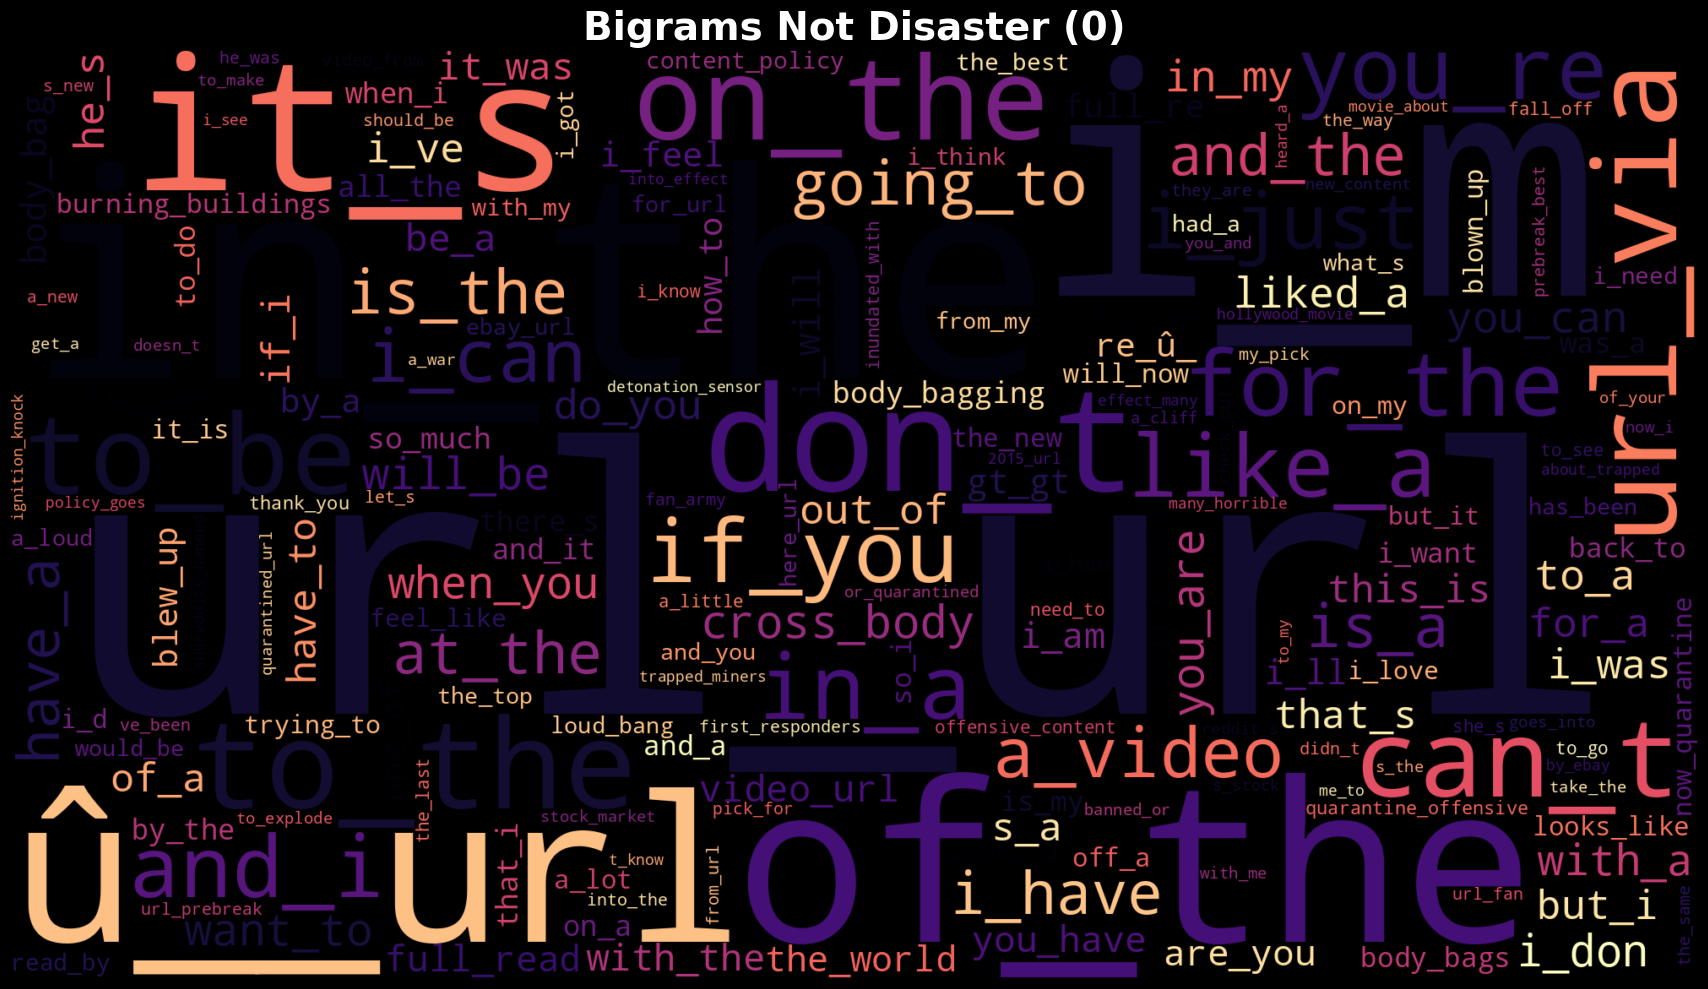 Bigrams Not Disaster (0)
he_was
video_from
it_was
content_policy
the_best
in_my
you_re
s_new
to_make
he_s
it_s
when_i
on_the
full_re
movie_about
fall_off
i_see
should_be
i_got
the_way
heard_a
url_via
body_bag
i_ve
i_feel
i_think
and_the
i_m
into_effect
going_to
they_are
new_content
burning_buildings
all_the
with_my
for_url
had_a
i_just
blown_up
prebreak_best
to_do
be_a
how_to
inundated_with
you_and
what_s
i_need
in_the
a_new
is_the
i_know
i_will
liked_a
if_i
ebay_url
from_my
hollywood_movie
you_can
get_a
doesn_t
i_can
a_war
re_û_
my_pick
was_a
detonation_sensor
body_bagging
will_now
for_the
ignition_knock
by_a
do_you
effect_many
on_my
of_your
to_be
it_is
so_much
don_t
the_new
a_cliff
now_i
will_be
2015_url
gt_gt
like_a
to_see
about_trapped
policy_goes
thank_you
let_s
fan_army
out_of
many_horrible
but_it
has_been
a_loud
blew_up
quarantined_url
have_to
there_s
and_it
if_you
here_url
you_are
i_want
back_to
url_url
when_you
a_little
or_quarantined
need_to
this_is
to_a
have_a
feel_like
at_the
cross_body
i_am
to_my
is_a
for_a
now_quarantine
and_you
trapped_miners
in_a
so_i
i_ll
i_love
i_was
the_top
i_d
ve_been
trying_to
loud_bang
first_responders
offensive_content
that_s
she_s
goes_into
would_be
to_the
and_a
a_video
didn_t
can_t
to_go
of_a
the_last
video_url
s_the
by_ebay
s_stock
me_to
take_the
û_url
by_the
to_explode
stock_market
pick_for
of_the
is_my
banned_or
quarantine_offensive
looks_like
and_i
that_i
t_know
from_url
s_a
off_a
with_a
a_lot
into_the
i_have
with_me
url_fan
but_i
the_same
url_prebreak
want_to
on_a
you_have
read_by
full_read
with_the
the_world
are_you
body_bags
i_don